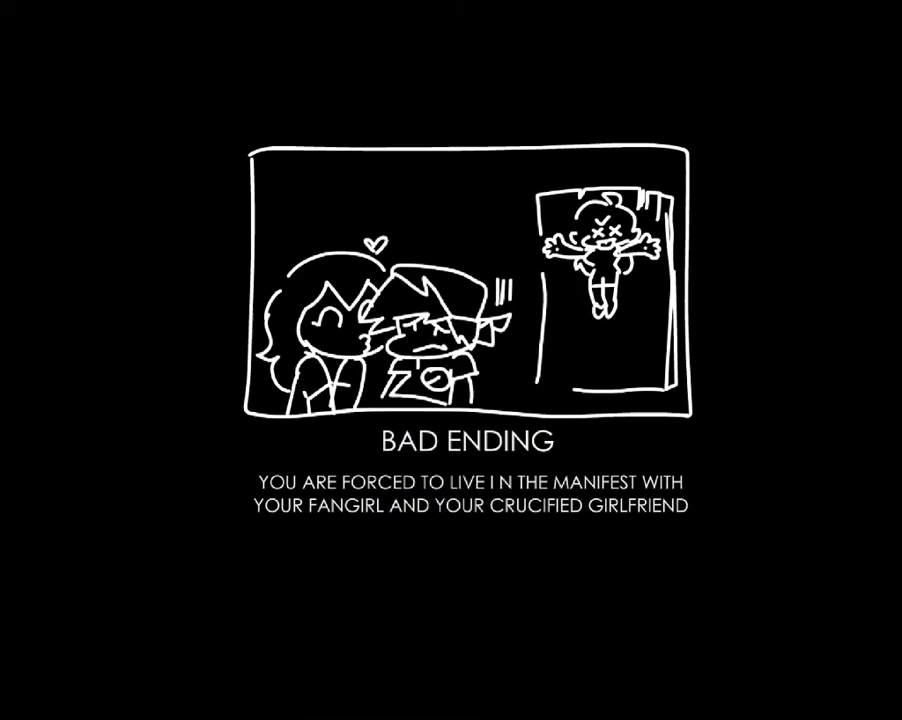 BAD ENDING
YOU ARE FORCED TO LIVE I N THE MANIFEST WITH
YOUR FANGIRL AND YOUR CRUCIFIED GIRLFRIEND